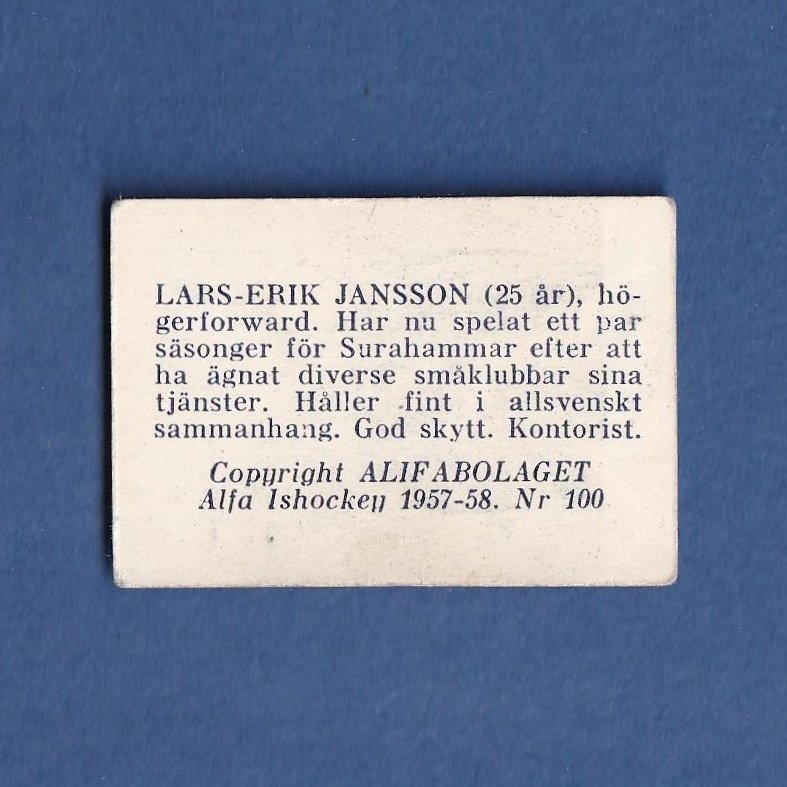 LARS-ERIK JANSSON (25 år), hö-
gerforward. Har nu spelat ett par
säsonger för Surahammar efter att
ha ägnat diverse småklubbar sina
tjänster. Håller fint i allsvenskt
sammanhang. God skytt. Kontorist.
Copyright ALIFABOLAGET
Alfa Ishockey 1957-58. Nr 100